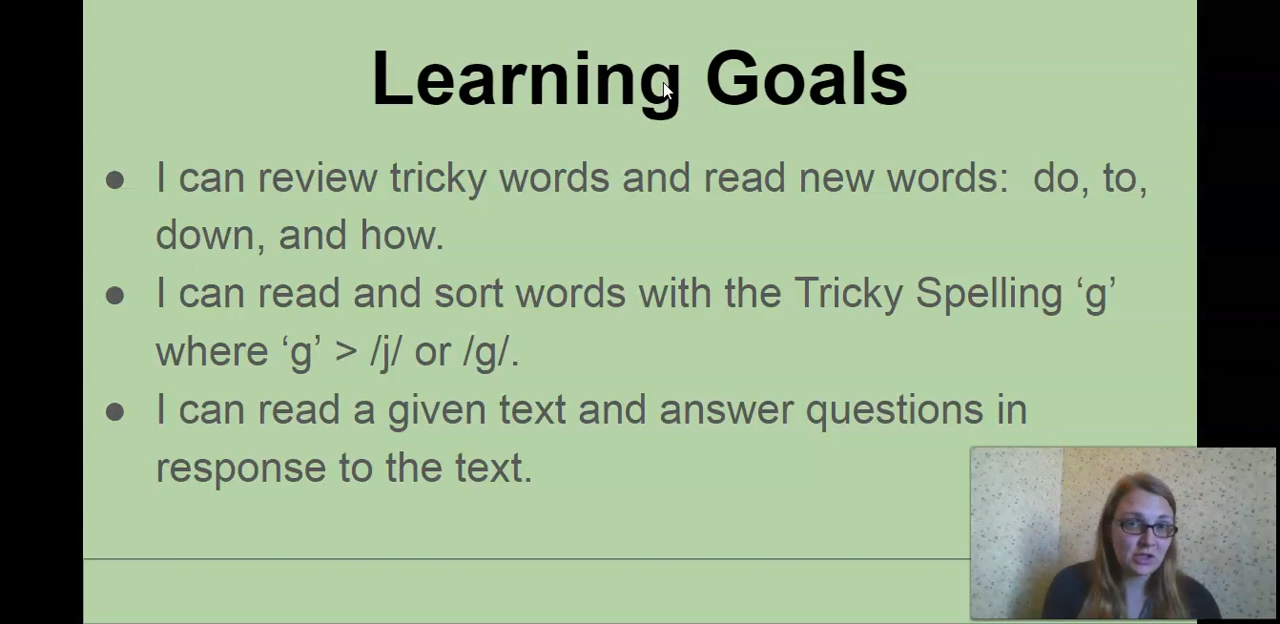 Learning Goals
● I can review tricky words and read new words:  do, to,
down, and how.
● I can read and sort words with the Tricky Spelling ‘g’
where ‘g’ > /j/ or /g/.
● I can read a given text and answer questions in
response to the text.